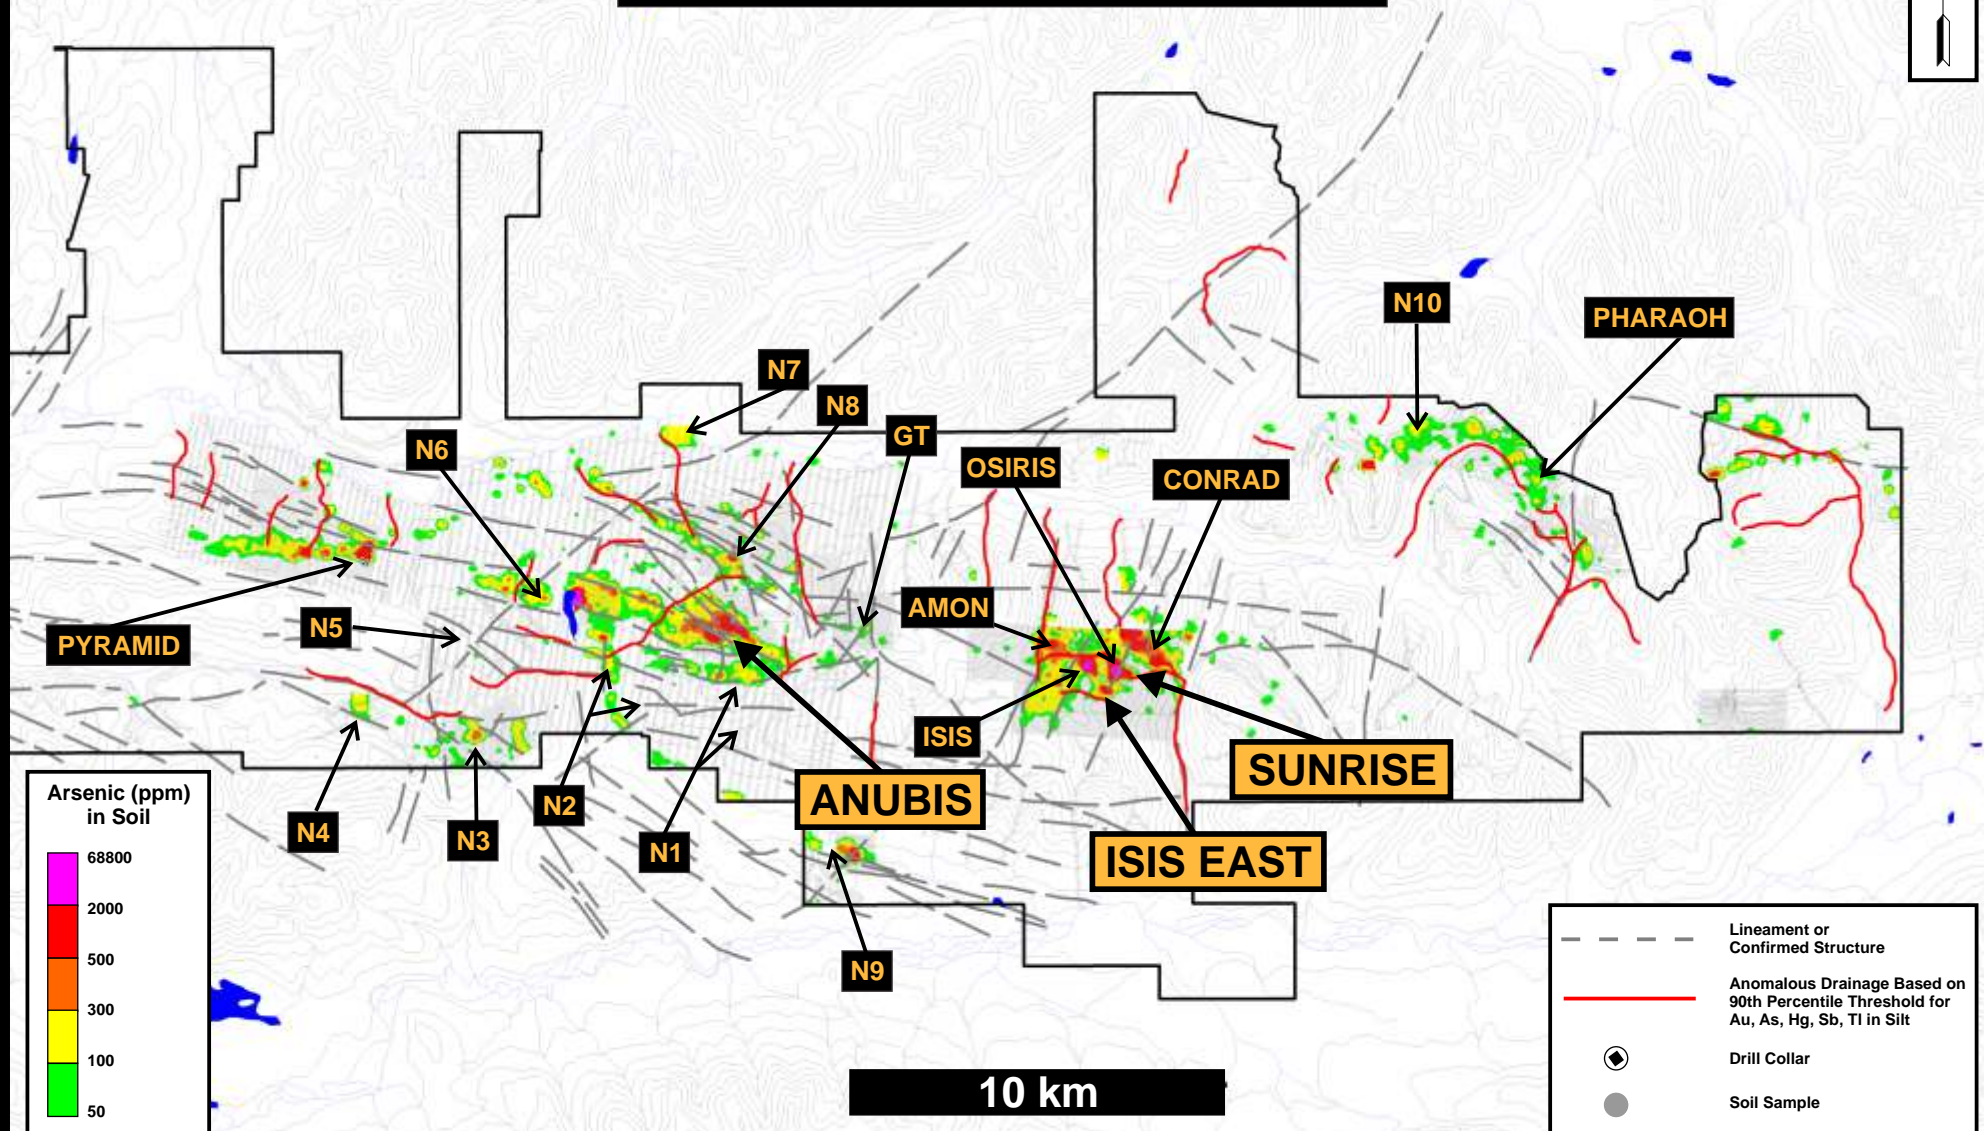 N10
PHARAOH
N7
N8
GT
N6
OSIRIS
CONRAD
AMON
N5
PYRAMID
ISIS
SUNRISE
ANUBIS
N2
N4
N3
N1
ISIS EAST
N9
Arsenic (ppm)
in Soil
68800
2000
500
300
100
50
10 km
Lineament or
Confirmed Structure
Anomalous Drainage Based on
90th Percentile Threshold for
Au, As, Hg, Sb, Tl in Silt
Drill Collar
Soil Sample